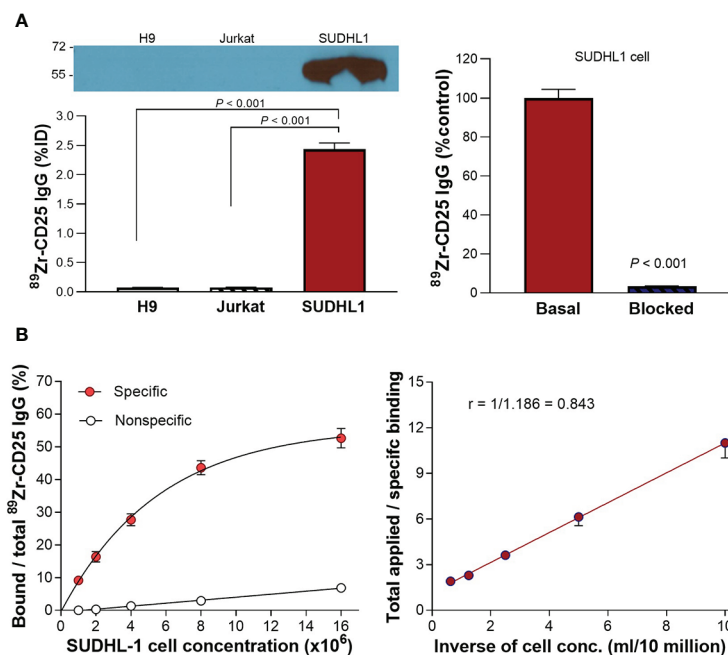 A
H9 Jurkat SUDHL1
72 -
55 -
P < 0.001
P < 0.001
89Zr-CD25 IgG (%ID)
3.0
2.5
2.0
1.5
1.0
0.5
0.0
H9 Jurkat SUDHL1
SUDHL1 cell
89Zr-CD25 IgG (%control)
120
100
80
60
40
20
0
P < 0.001
Basal Blocked
B
Bound / total 89Zr-CD25 IgG (%)
70
60
50
40
30
20
10
0
Specific
Nonspecific
0 2 4 6 8 10 12 14 16
SUDHL-1 cell concentration (x10⁶)
Total applied / specifc binding
15
12
9
6
3
0
r = 1/1.186 = 0.843
0 2 4 6 8 10
Inverse of cell conc. (ml/10 million)